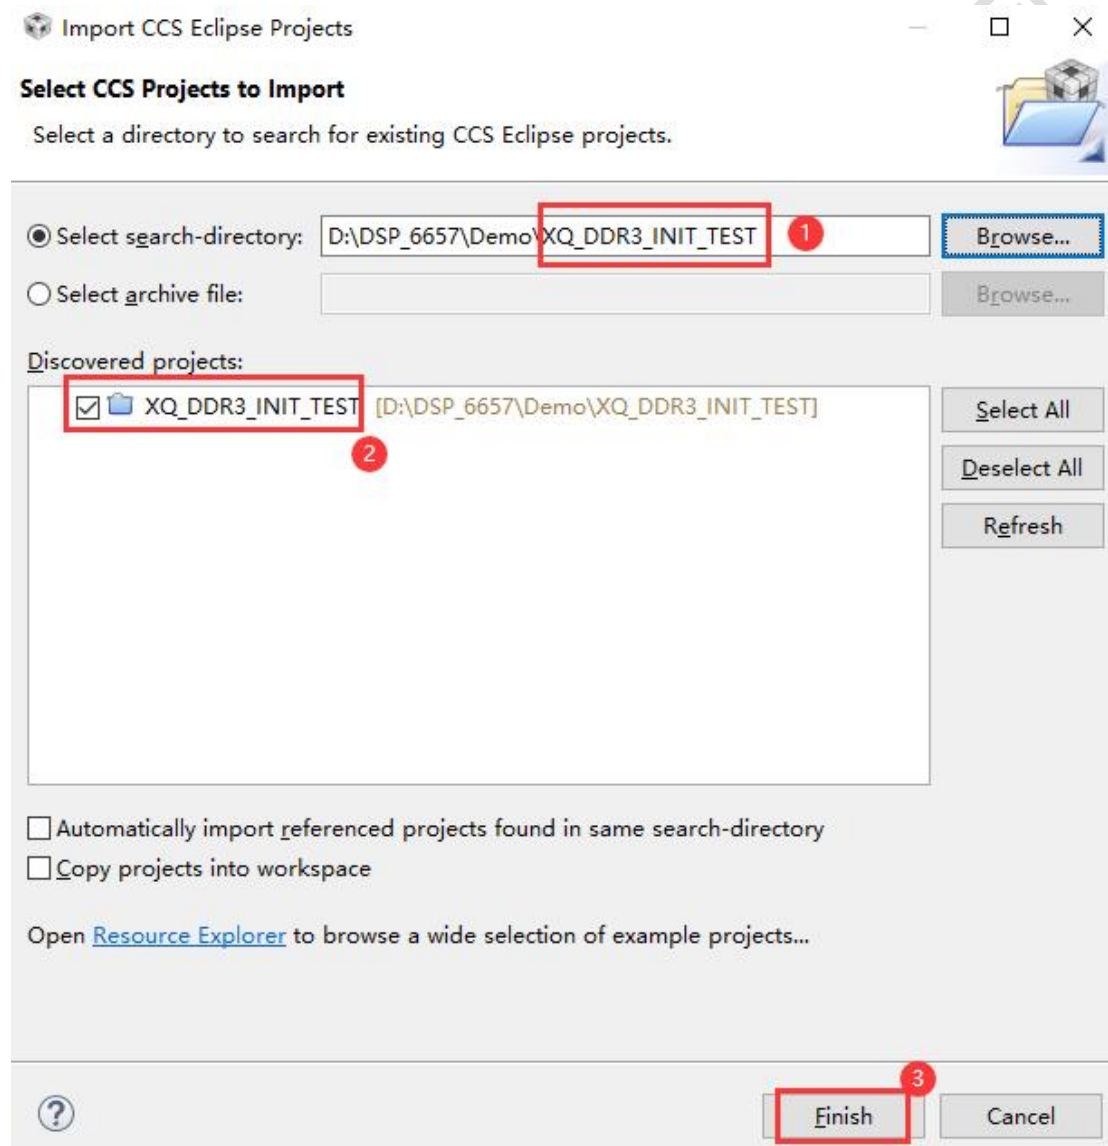 Import CCS Eclipse Projects
Select CCS Projects to Import
Select a directory to search for existing CCS Eclipse projects.
Select search-directory: D:\DSP_6657\Demo\XQ_DDR3_INIT_TEST 1 Browse...
Select archive file: Browse...
Discovered projects:
XQ_DDR3_INIT_TEST [D:\DSP_6657\Demo\XQ_DDR3_INIT_TEST] Select All
2 Deselect All
Refresh
Automatically import referenced projects found in same search-directory
Copy projects into workspace
Open Resource Explorer to browse a wide selection of example projects...
3
? Finish Cancel